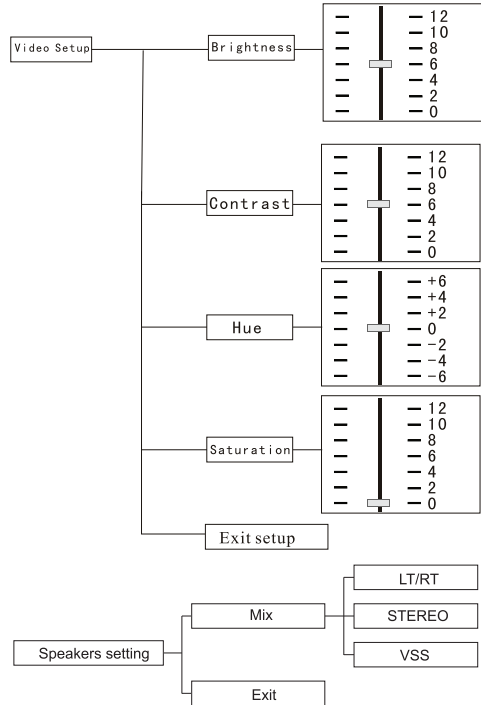 Video Setup
Brightness
12
10
8
6
4
2
0
Contrast
12
10
8
6
4
2
0
Hue
+6
+4
+2
0
-2
-4
-6
Saturation
12
10
8
6
4
2
0
Exit setup
Speakers setting
Mix
LT/RT
STEREO
VSS
Exit